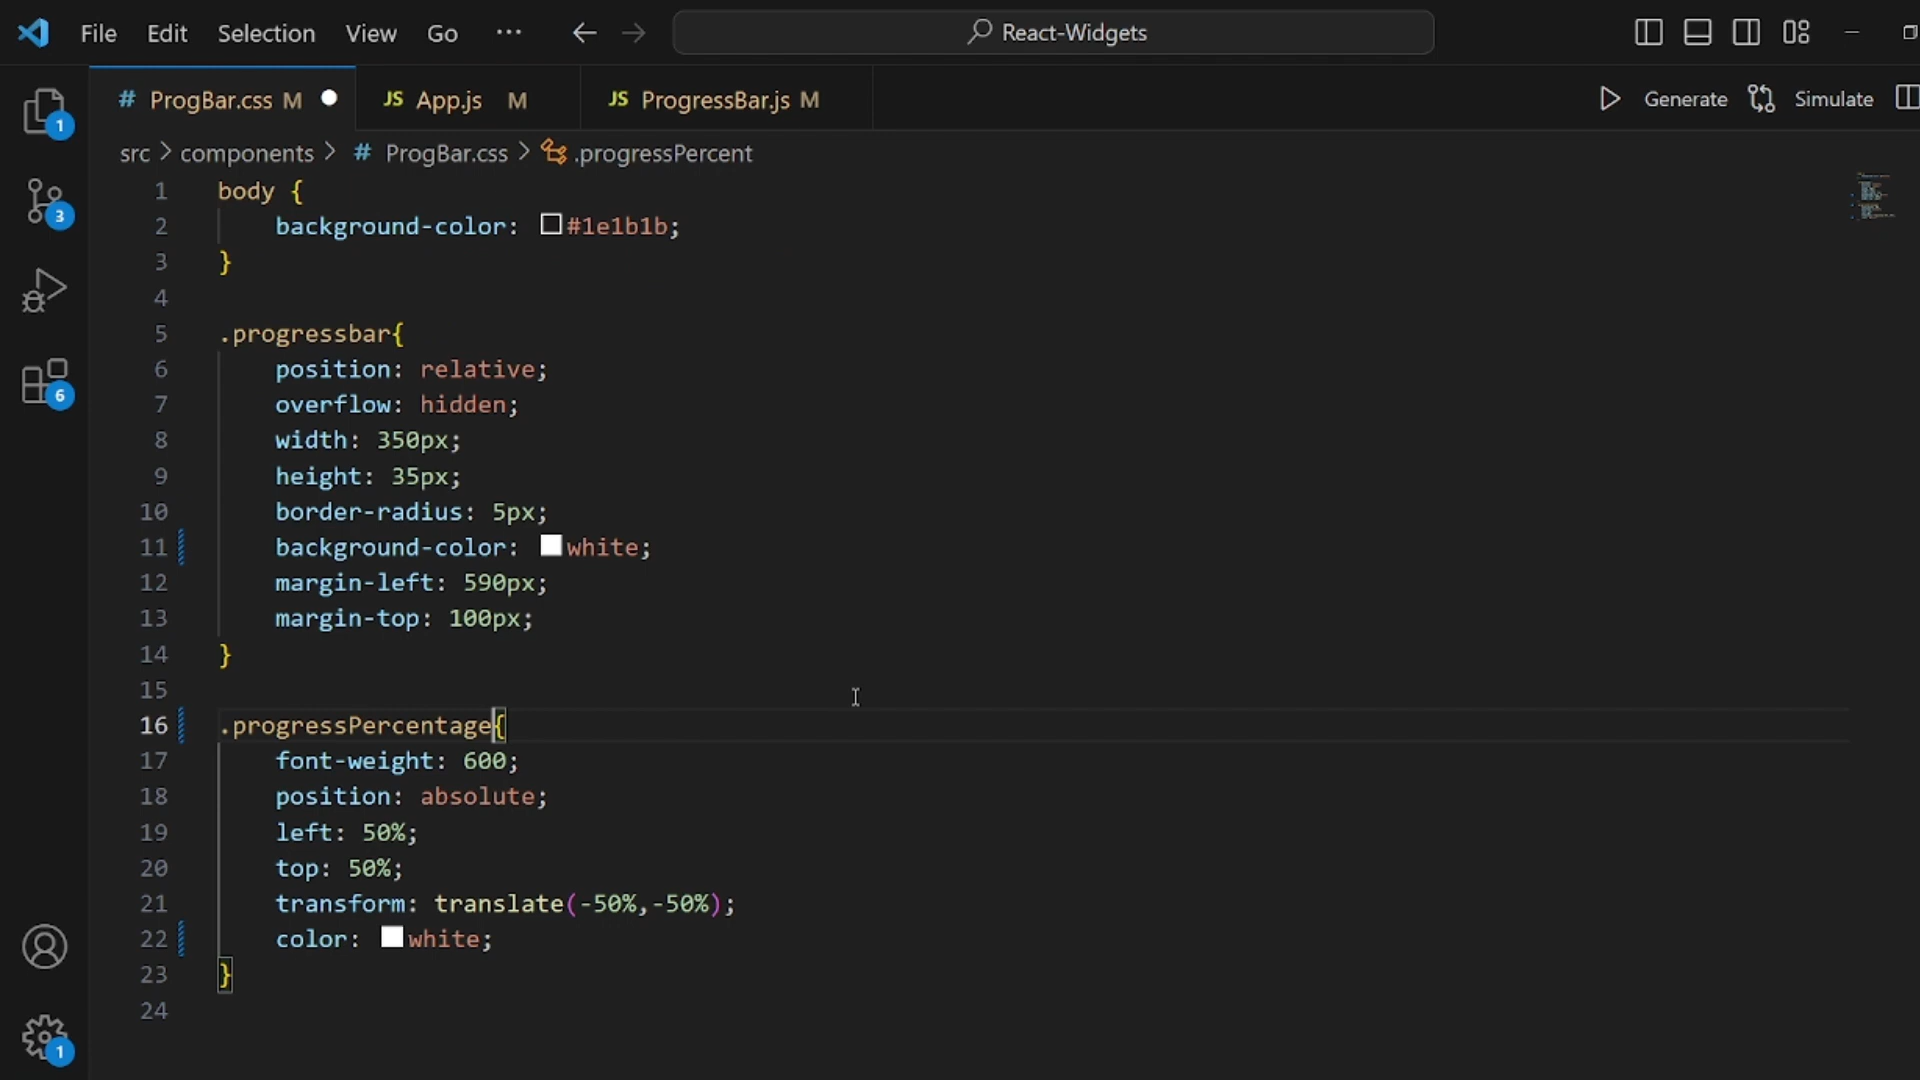 File Edit Selection View Go ··· React-Widgets
# ProgBar.css M JS App.js M JS ProgressBar.js M Generate Simulate
src > components > # ProgBar.css > .progressPercent
1 body {
2 background-color: #1e1b1b;
3 }
4
5 .progressbar{
6 position: relative;
7 overflow: hidden;
8 width: 350px;
9 height: 35px;
10 border-radius: 5px;
11 background-color: white;
12 margin-left: 590px;
13 margin-top: 100px;
14 }
15
16 .progressPercentage{
17 font-weight: 600;
18 position: absolute;
19 left: 50%;
20 top: 50%;
21 transform: translate(-50%,-50%);
22 color: white;
23 }
24
1
3
6
1